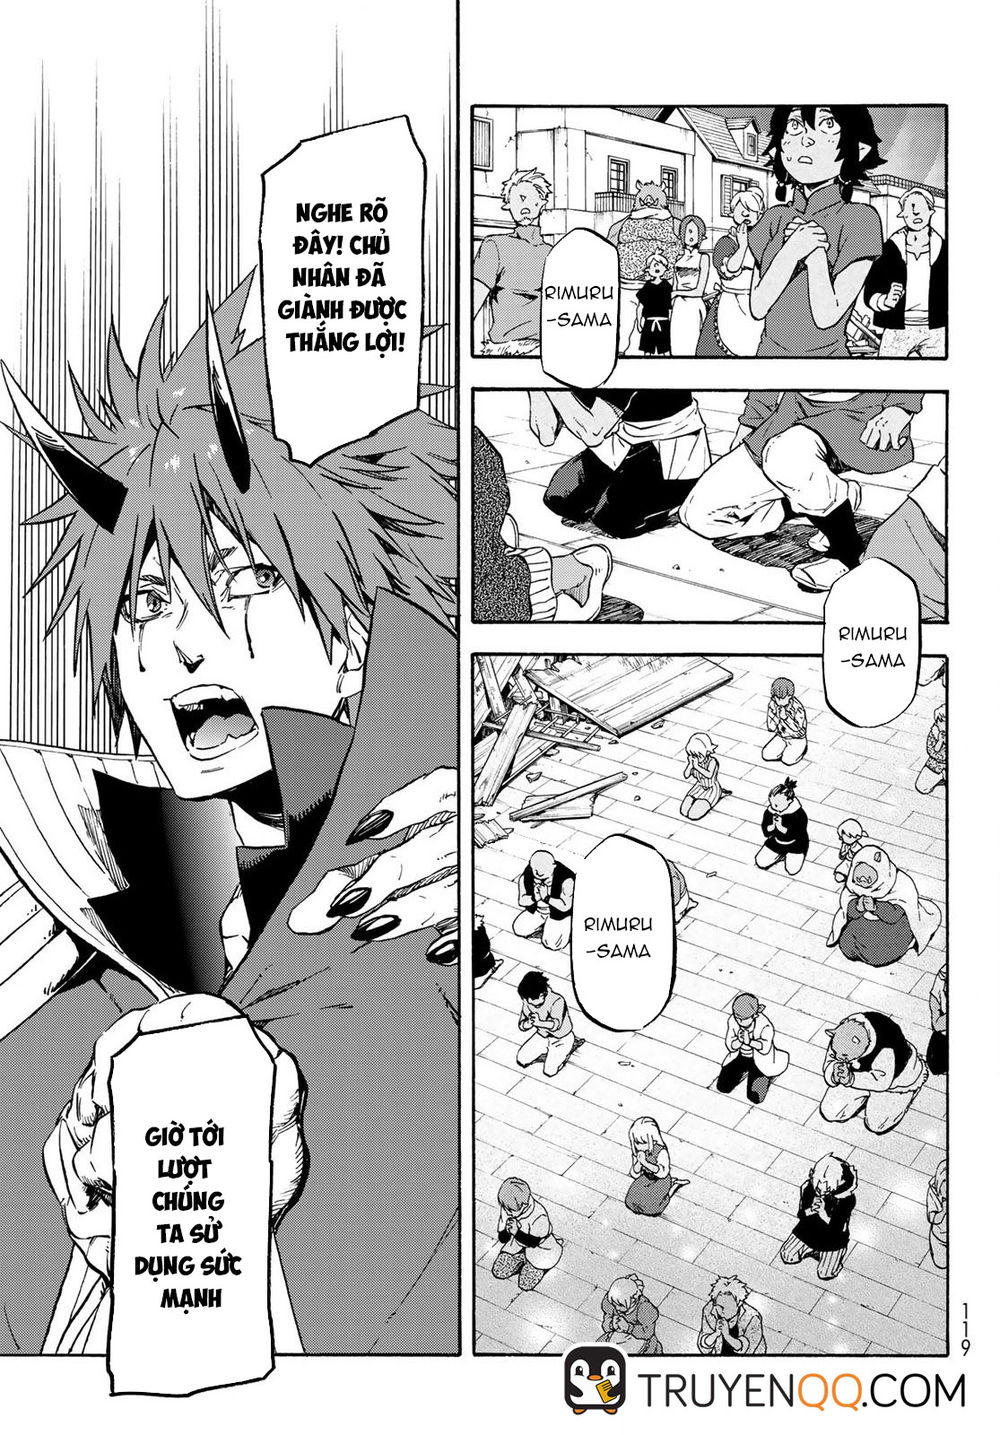 RIMURU
-SAMA
RIMURU
-SAMA
RIMURU
-SAMA
NGHE RÕ
ĐÂY! CHỦ
NHÂN ĐÃ
GIÀNH ĐƯỢC
THẮNG LỢI!
GIỜ TỚI
LƯỢT
CHÚNG
TA SỬ
DỤNG SỨC
MẠNH
119
TRUYENQQ.COM